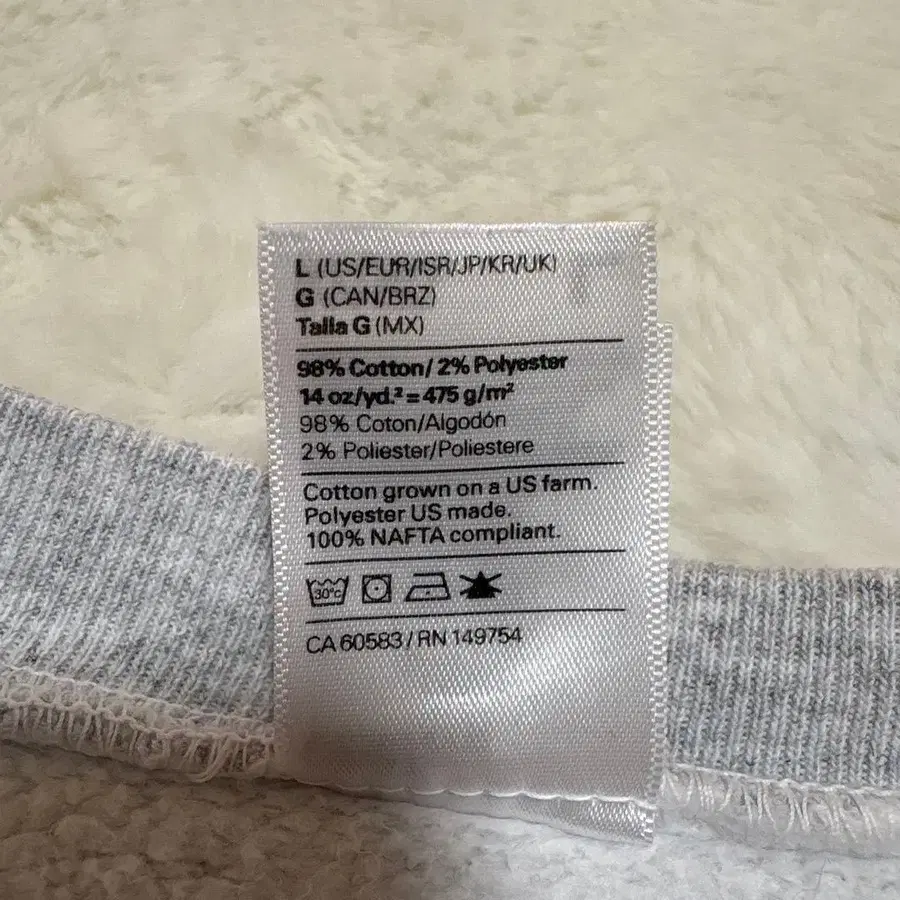 L (US/EUR/ISR/JP/KR/UK)
G (CAN/BRZ)
Talla G (MX)
98% Cotton/ 2% Polyester
14 oz/yd.² = 475 g/m²
98% Coton/Algodón
2% Poliester/Poliestere
Cotton grown on a US farm.
Polyester US made.
100% NAFTA compliant.
30°c
CA 60583 / RN 149754